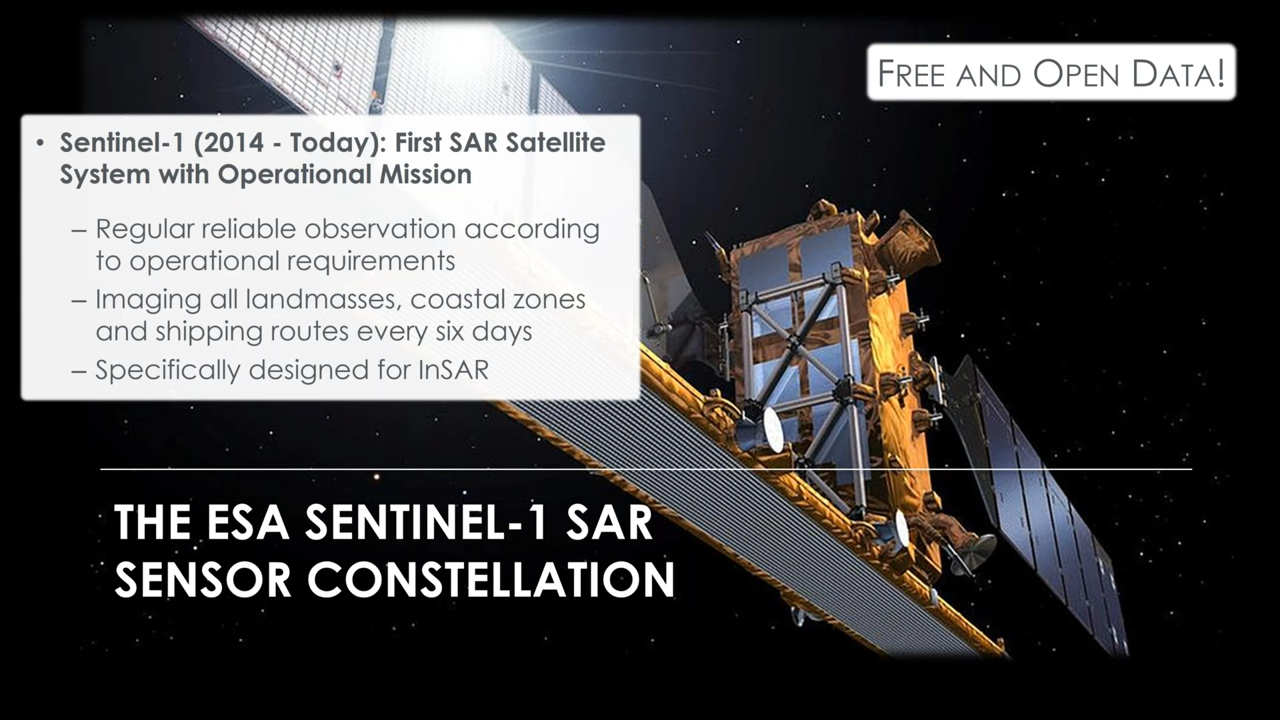 FREE AND OPEN DATA!
• Sentinel-1 (2014 - Today): First SAR Satellite
System with Operational Mission
– Regular reliable observation according
to operational requirements
– Imaging all landmasses, coastal zones
and shipping routes every six days
– Specifically designed for InSAR
THE ESA SENTINEL-1 SAR
SENSOR CONSTELLATION